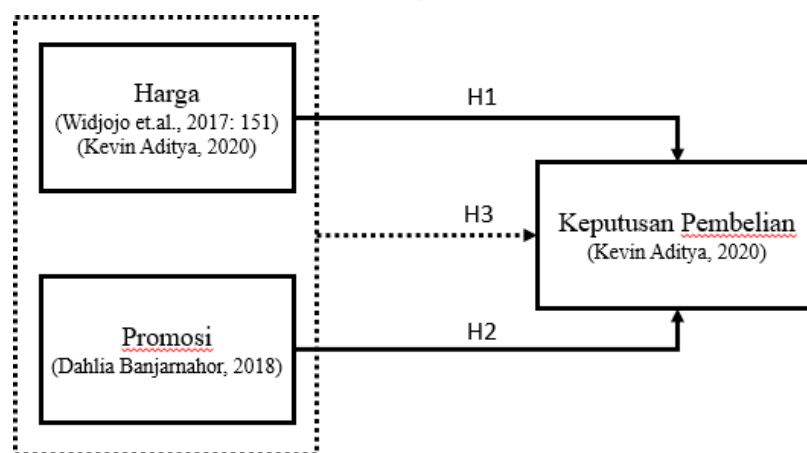 Harga
(Widjojo et.al., 2017: 151)
(Kevin Aditya, 2020)
H1
H3
Keputusan Pembelian
(Kevin Aditya, 2020)
Promosi
(Dahlia Banjarnahor, 2018)
H2